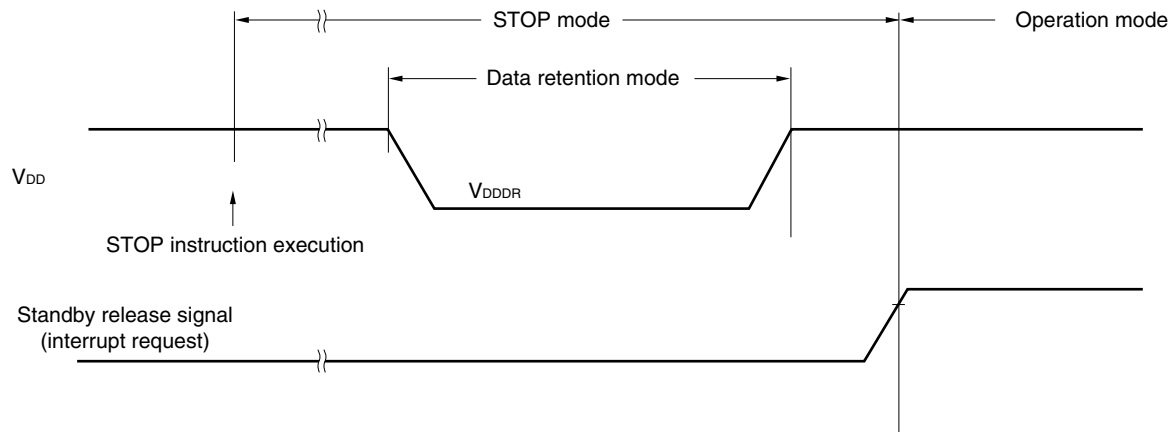 STOP mode
Operation mode
Data retention mode
VDD
VDDDR
STOP instruction execution
Standby release signal
(interrupt request)